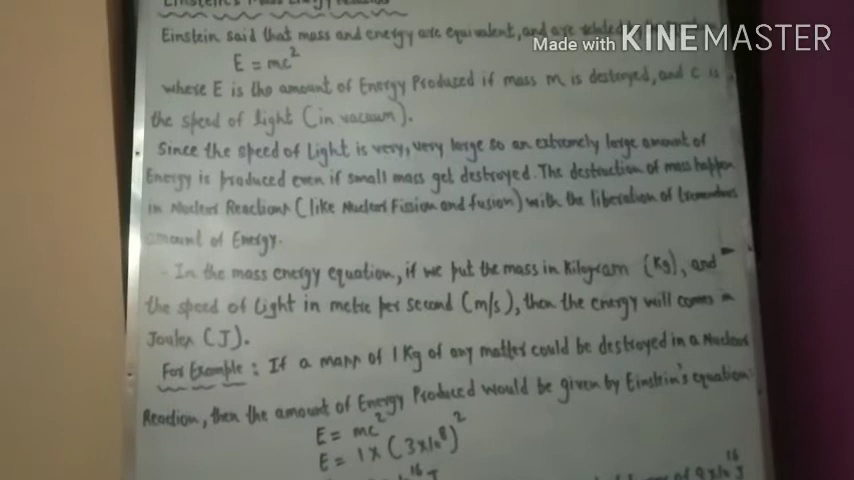 Einstein's Mass Energy Relation
Einstein said that mass and energy are equivalent, and are related
Made with KINEMASTER
E = mc²
where E is the amount of Energy Produced if mass m is destroyed, and c is
the speed of light (in vacuum).
Since the speed of Light is very, very large so an extremely large amount of
Energy is produced even if small mass get destroyed. The destruction of mass happen
in Nuclear Reactions (like Nuclear Fission and fusion) with the liberation of tremendous
amount of Energy.
In the mass energy equation, if we put the mass in Kilogram (Kg), and
the speed of light in metre per second (m/s), then the energy will comes in
Joules (J).
For Example : If a mass of 1 Kg of any matter could be destroyed in a Nuclear
Reaction, then the amount of Energy Produced would be given by Einstein's equation
E = mc²
E = 1 x (3x10⁸)²